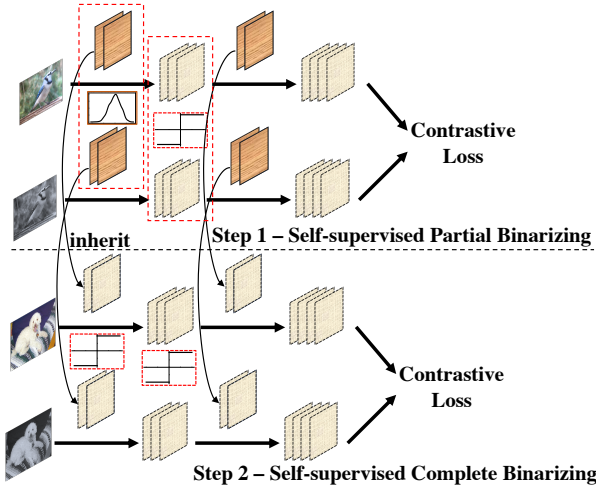 Contrastive
Loss
Step 1 – Self-supervised Partial Binarizing
inherit
Contrastive
Loss
Step 2 – Self-supervised Complete Binarizing